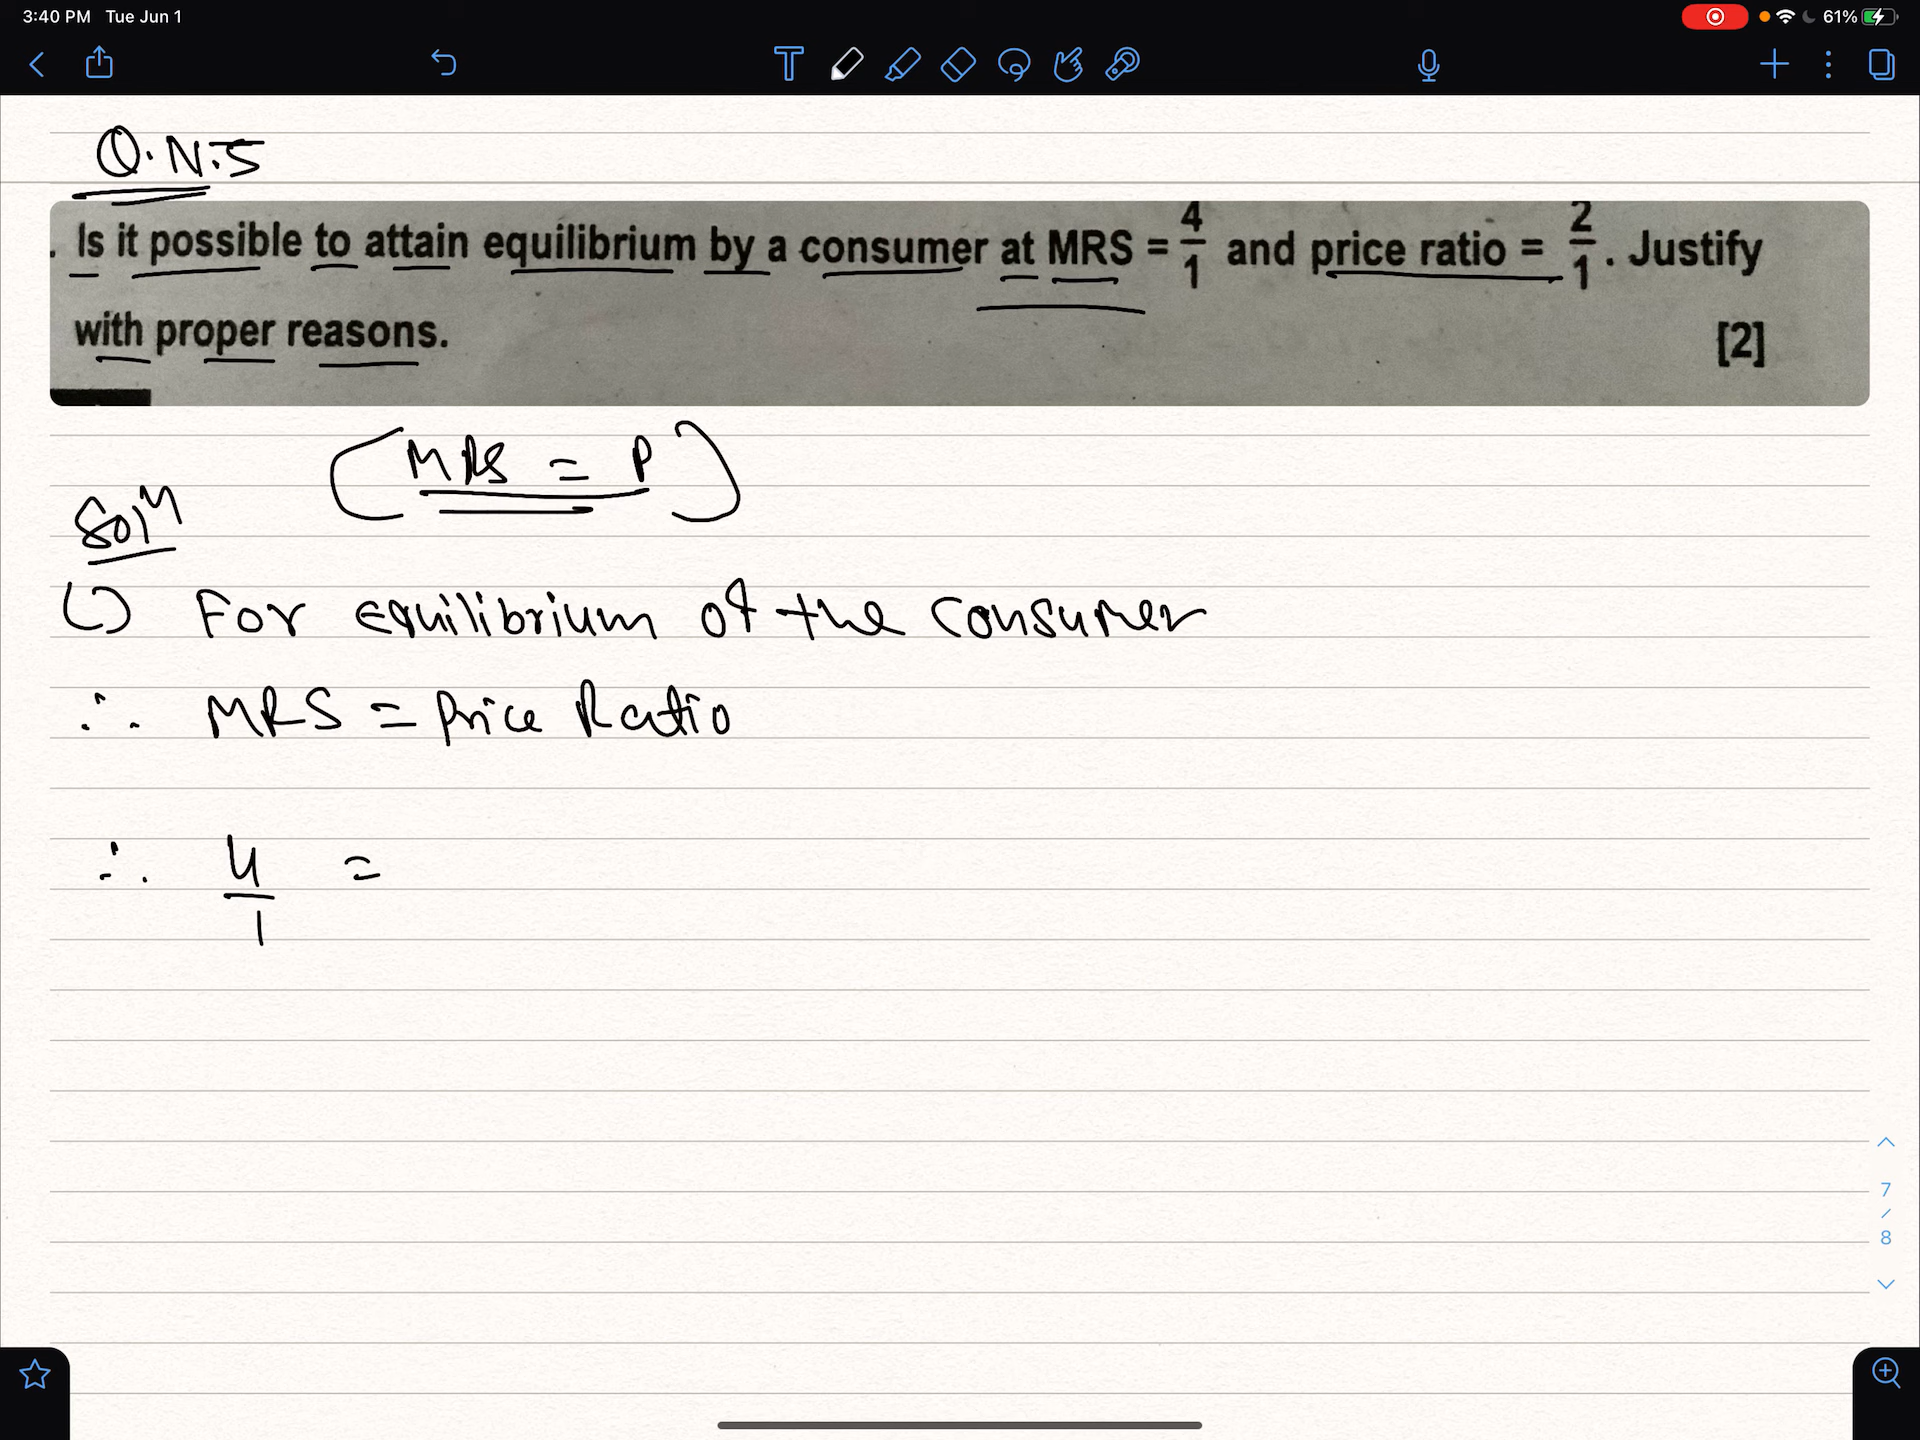 3:40 PM Tue Jun 1
61%
Q.N.5
. Is it possible to attain equilibrium by a consumer at MRS = 4/1 and price ratio = 2/1 . Justify
with proper reasons. [2]
(MRS = P)
Solⁿ
() For equilibrium of the consumer
∴ MRS = Price Ratio
∴ 4/1 =
7
/
8